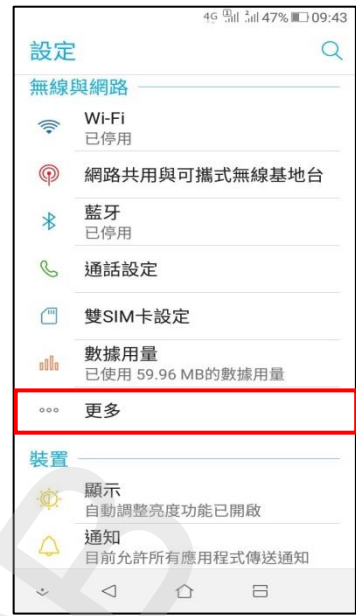 4G 47% 09:43
設定
無線與網路
Wi-Fi
已停用
網路共用與可攜式無線基地台
藍牙
已停用
通話設定
雙SIM卡設定
數據用量
已使用 59.96 MB的數據用量
更多
裝置
顯示
自動調整亮度功能已開啟
通知
目前允許所有應用程式傳送通知